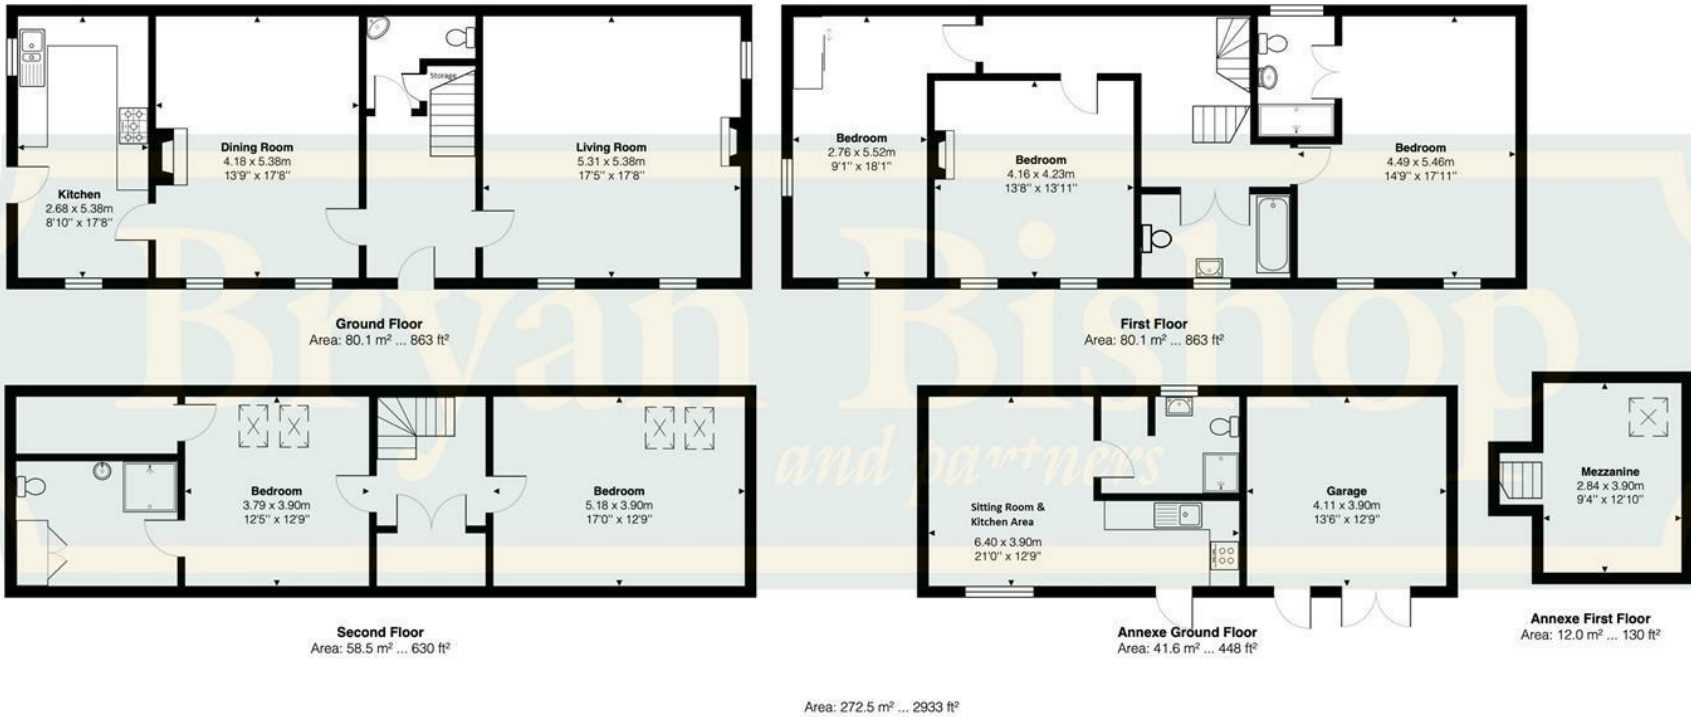 Kitchen
2.68 x 5.38m
8'10" x 17'8"
Dining Room
4.18 x 5.38m
13'9" x 17'8"
Storage
Living Room
5.31 x 5.38m
17'5" x 17'8"
Ground Floor
Area: 80.1 m² ... 863 ft²
Bedroom
2.76 x 5.52m
9'1" x 18'1"
Bedroom
4.16 x 4.23m
13'8" x 13'11"
Bedroom
4.49 x 5.46m
14'9" x 17'11"
First Floor
Area: 80.1 m² ... 863 ft²
Bryan Bishop
and partners
Bedroom
3.79 x 3.90m
12'5" x 12'9"
Bedroom
5.18 x 3.90m
17'0" x 12'9"
Second Floor
Area: 58.5 m² ... 630 ft²
Sitting Room &
Kitchen Area
6.40 x 3.90m
21'0" x 12'9"
Garage
4.11 x 3.90m
13'6" x 12'9"
Annexe Ground Floor
Area: 41.6 m² ... 448 ft²
Mezzanine
2.84 x 3.90m
9'4" x 12'10"
Annexe First Floor
Area: 12.0 m² ... 130 ft²
Area: 272.5 m² ... 2933 ft²